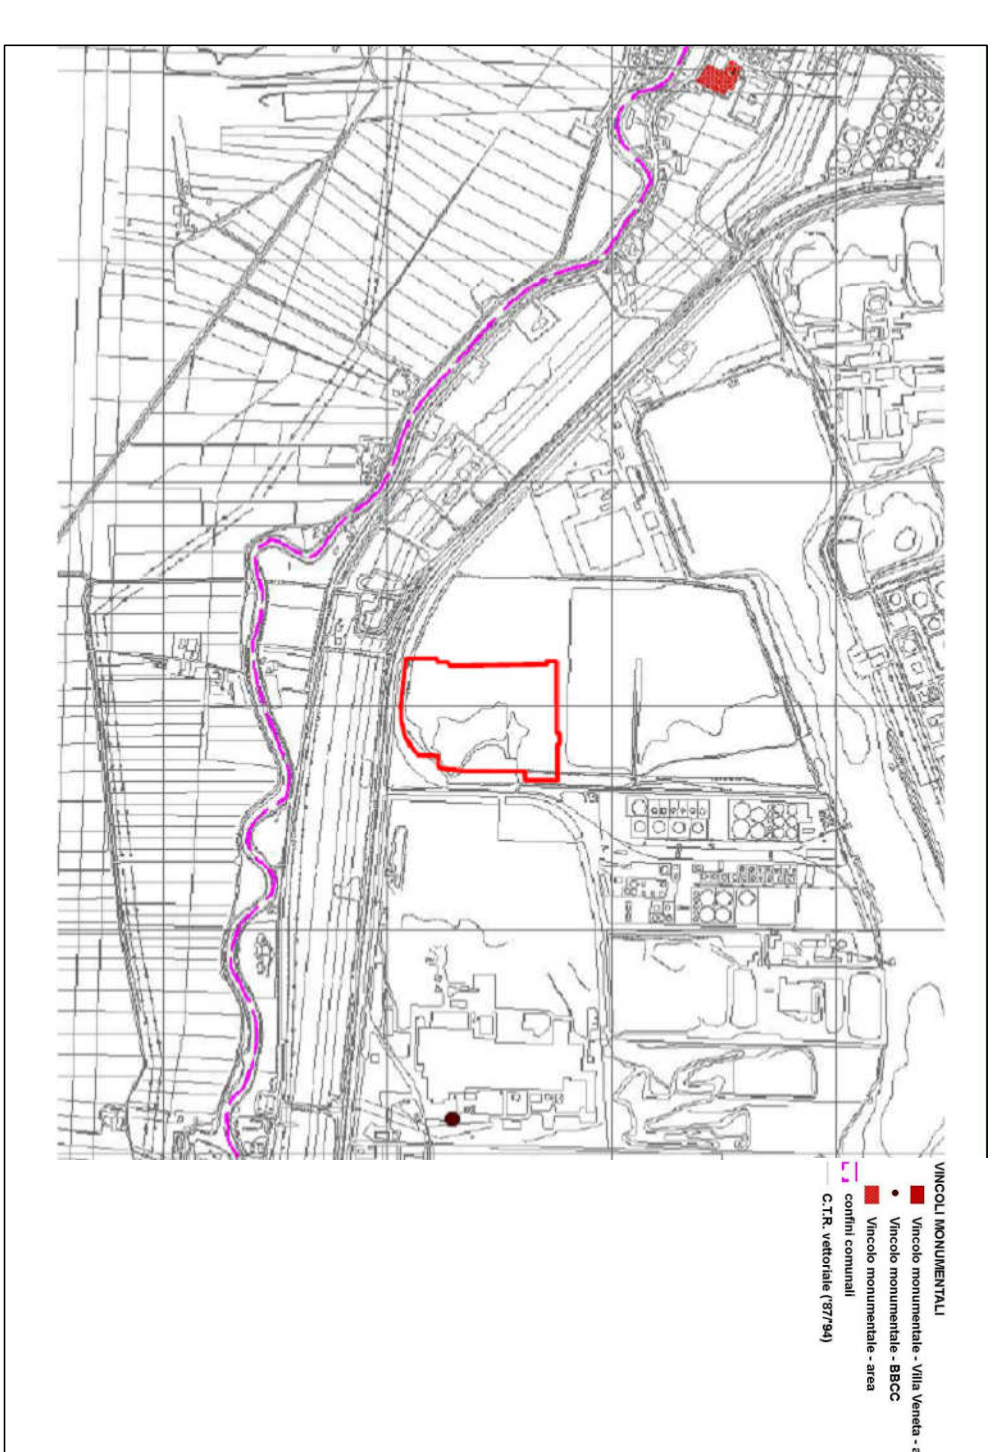 VINCOLI MONUMENTALI
Vincolo monumentale - Villa Veneta - a
Vincolo monumentale - BBCC
Vincolo monumentale - area
confini comunali
C.T.R. vettoriale ('87/'94)